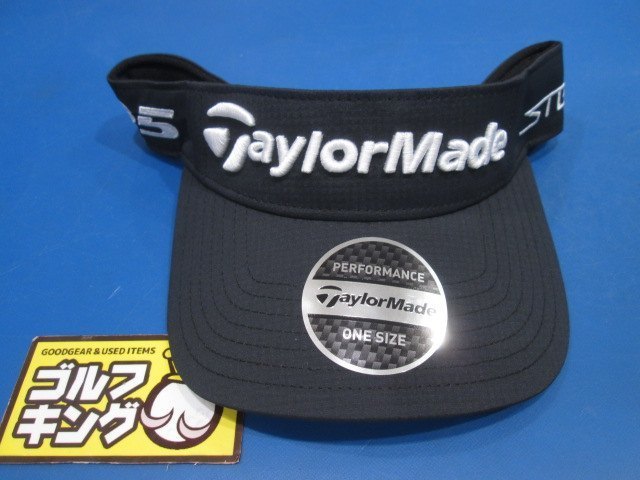 TaylorMade
PERFORMANCE
TaylorMade
ONE SIZE
GOODGEAR & USED ITEMS
ゴルフ
キング